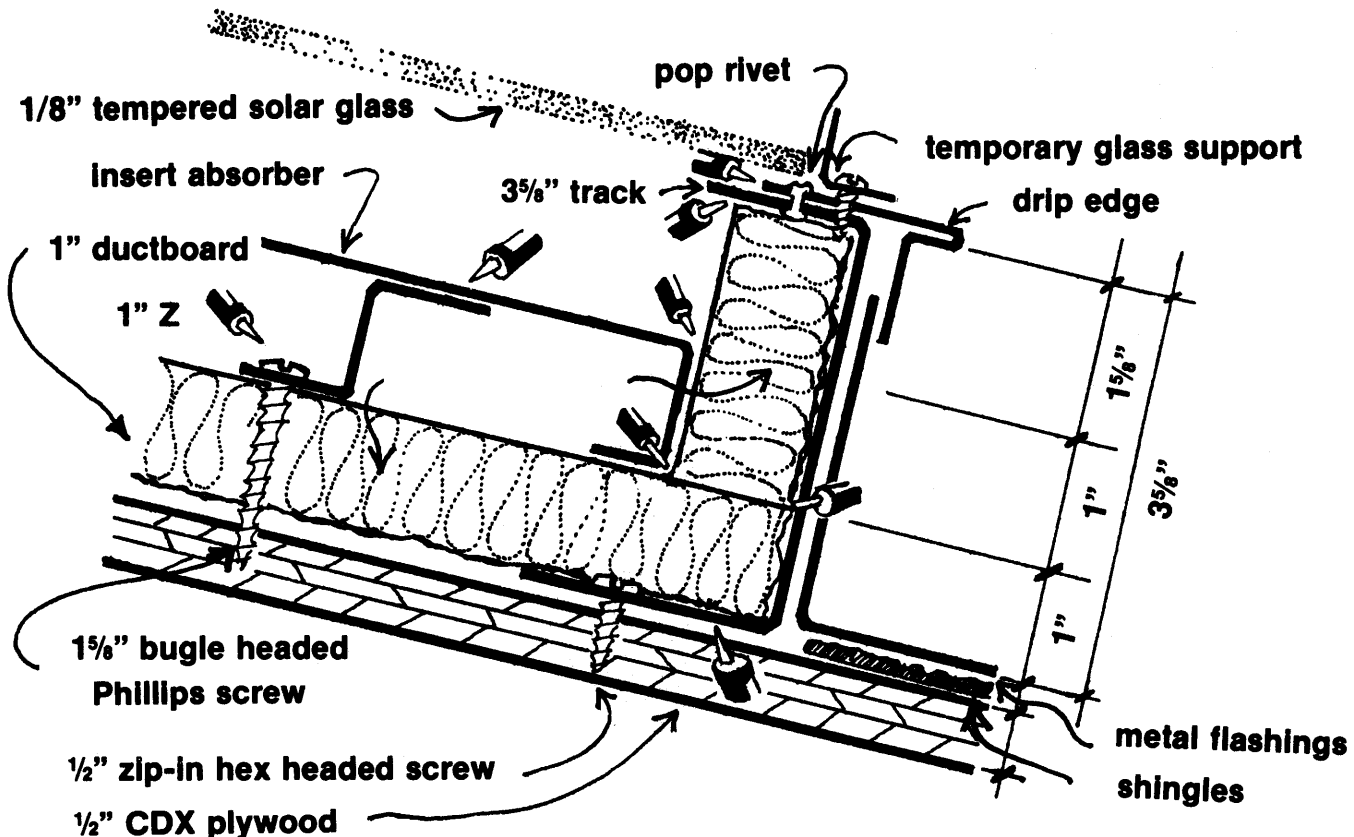 pop rivet
1/8” tempered solar glass
temporary glass support
insert absorber
3⅝” track
drip edge
1” ductboard
1” Z
1⅝”
1”
3⅝”
1”
1⅝” bugle headed
Phillips screw
metal flashings
½” zip-in hex headed screw
shingles
½” CDX plywood